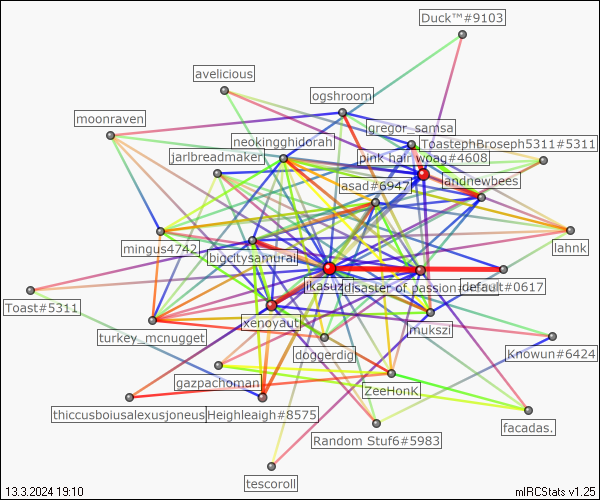 Duck™#9103
avelicious
ogshroom
moonraven
gregor_samsa
neokingghidorah
ToastephBroseph5311#5311
jarlbreadmaker
pink hair woag#4608
asad#6947
andnewbees
mingus4742
lahnk
bigcitysamurai
ikasuz
disaster of passion
default#0617
Toast#5311
xenoyaut
mukszi
turkey_mcnugget
doggerdig
Knowun#6424
gazpachoman
ZeeHonK
thiccusboiusalexusjoneus
Heighleaigh#8575
facadas.
Random Stuf6#5983
tescoroll
13.3.2024 19:10
mIRCStats v1.25